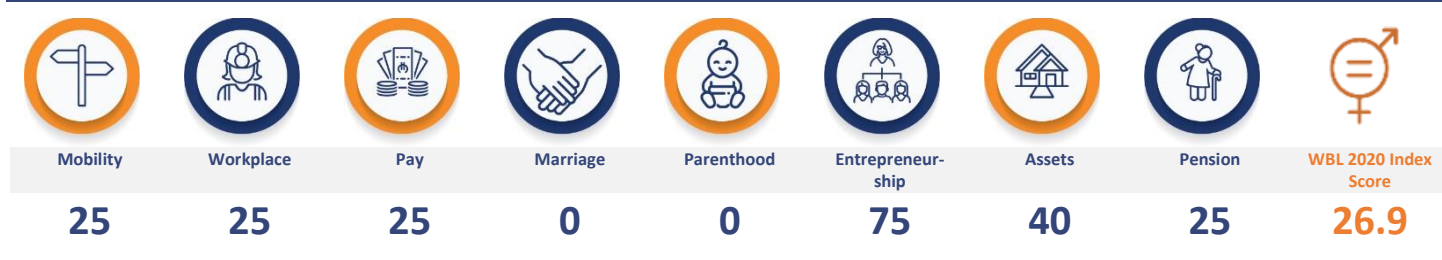 Mobility
Workplace
Pay
Marriage
Parenthood
Entrepreneur-
ship
Assets
Pension
WBL 2020 Index
Score
25
25
25
0
0
75
40
25
26.9